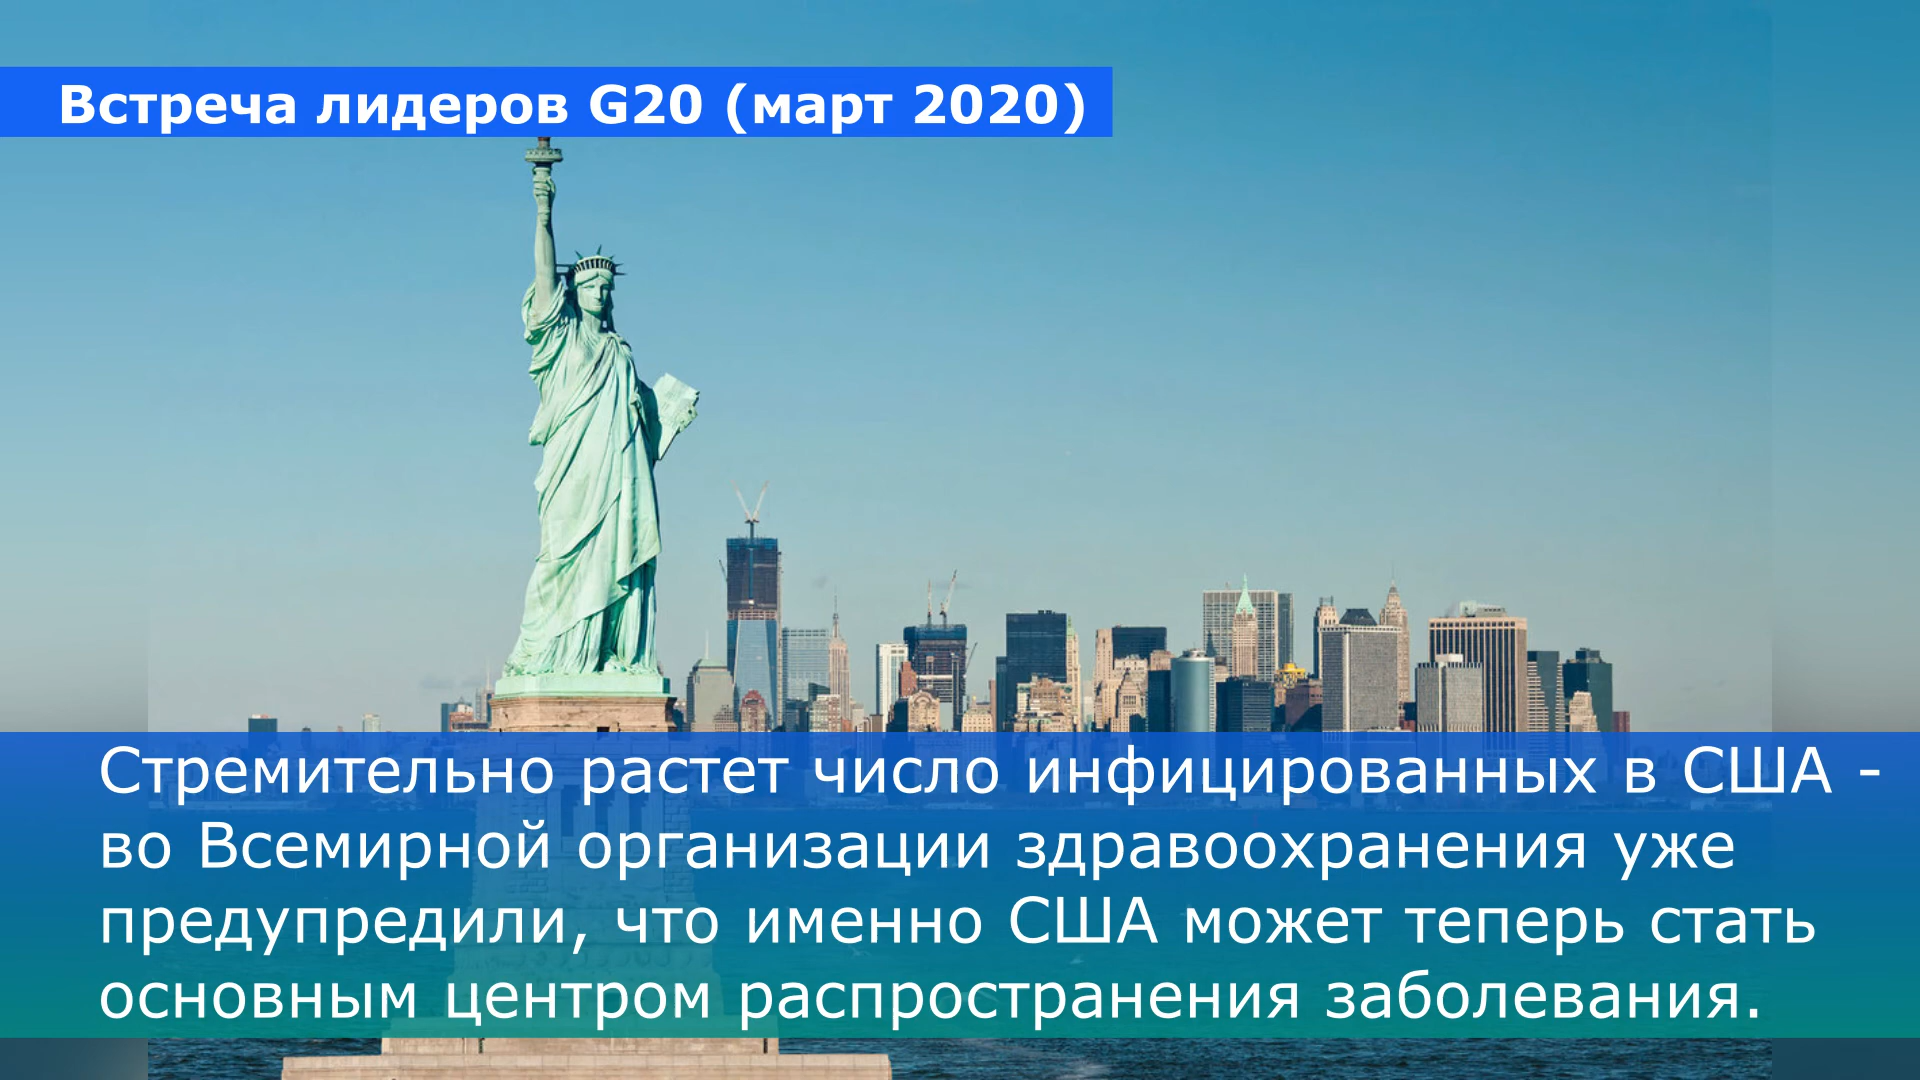 Встреча лидеров G20 (март 2020)
Стремительно растет число инфицированных в США -
во Всемирной организации здравоохранения уже
предупредили, что именно США может теперь стать
основным центром распространения заболевания.